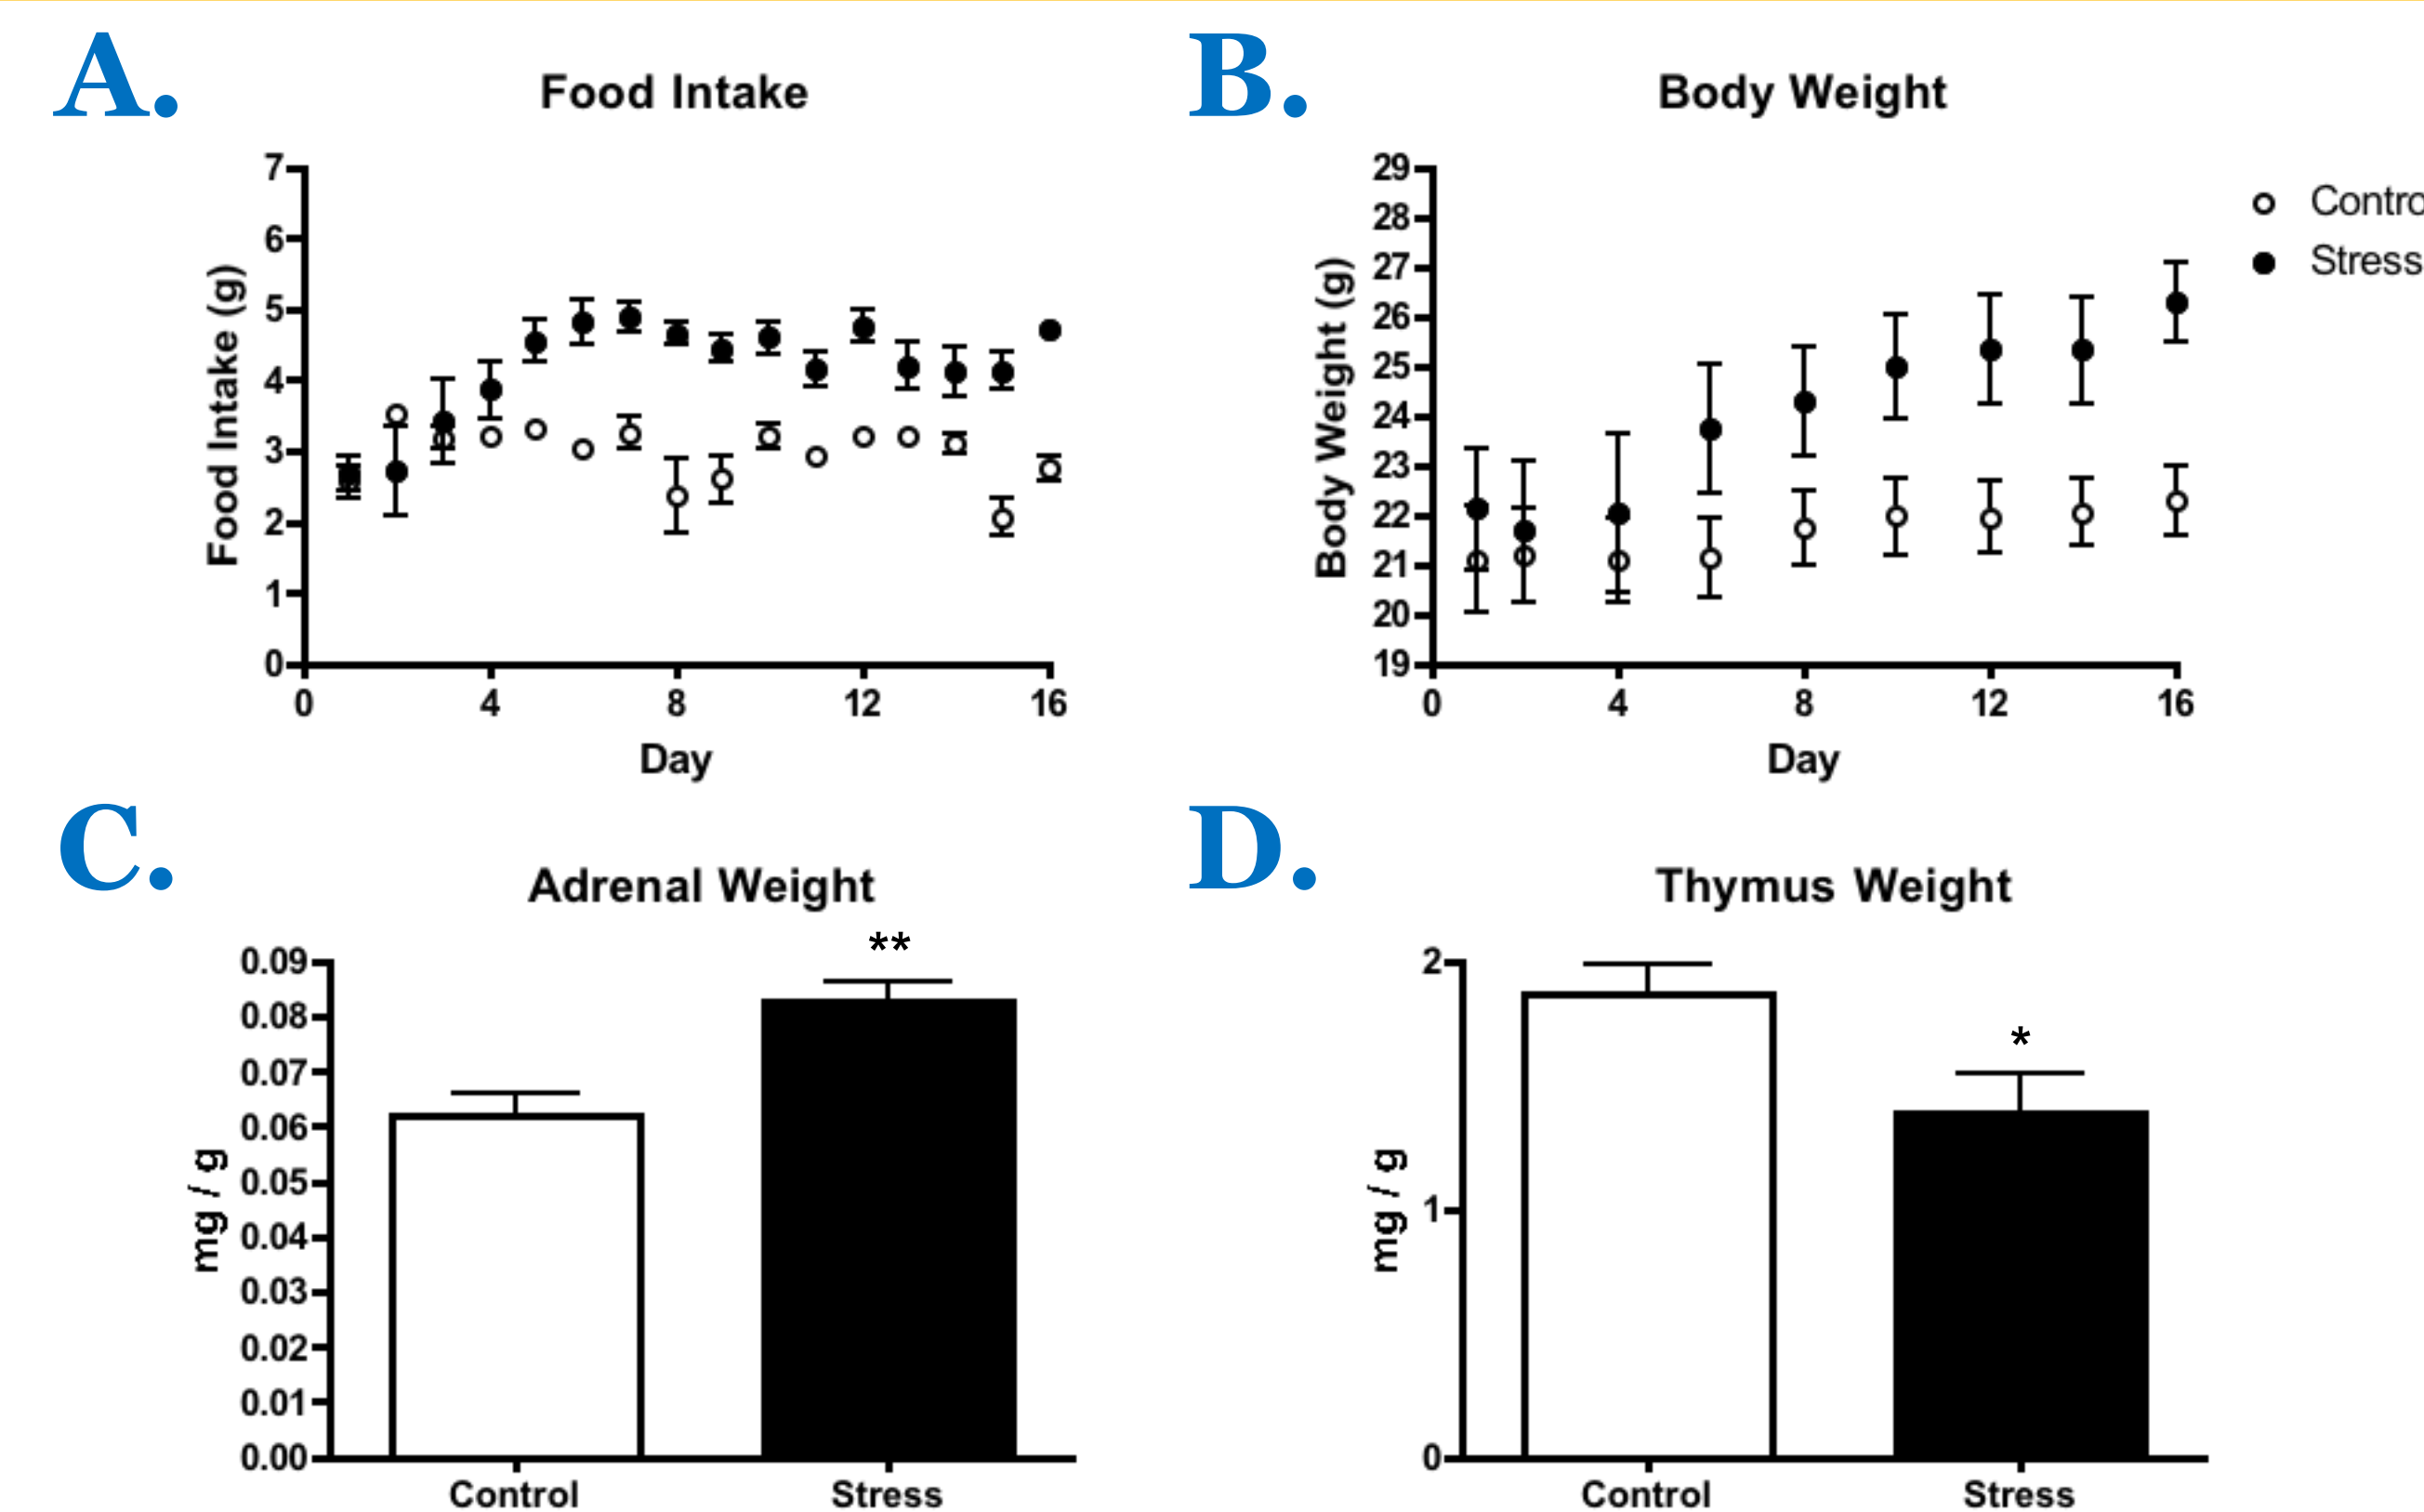 A.
Food Intake
7
6
5
4
3
2
1
0
Food Intake (g)
0 4 8 12 16
Day
B.
Body Weight
29
28
27
26
25
24
23
22
21
20
19
Body Weight (g)
0 4 8 12 16
Day
Contro
Stress
C.
Adrenal Weight
**
0.09
0.08
0.07
0.06
0.05
0.04
0.03
0.02
0.01
0.00
mg / g
Control Stress
D.
Thymus Weight
*
2
1
0
mg / g
Control Stress